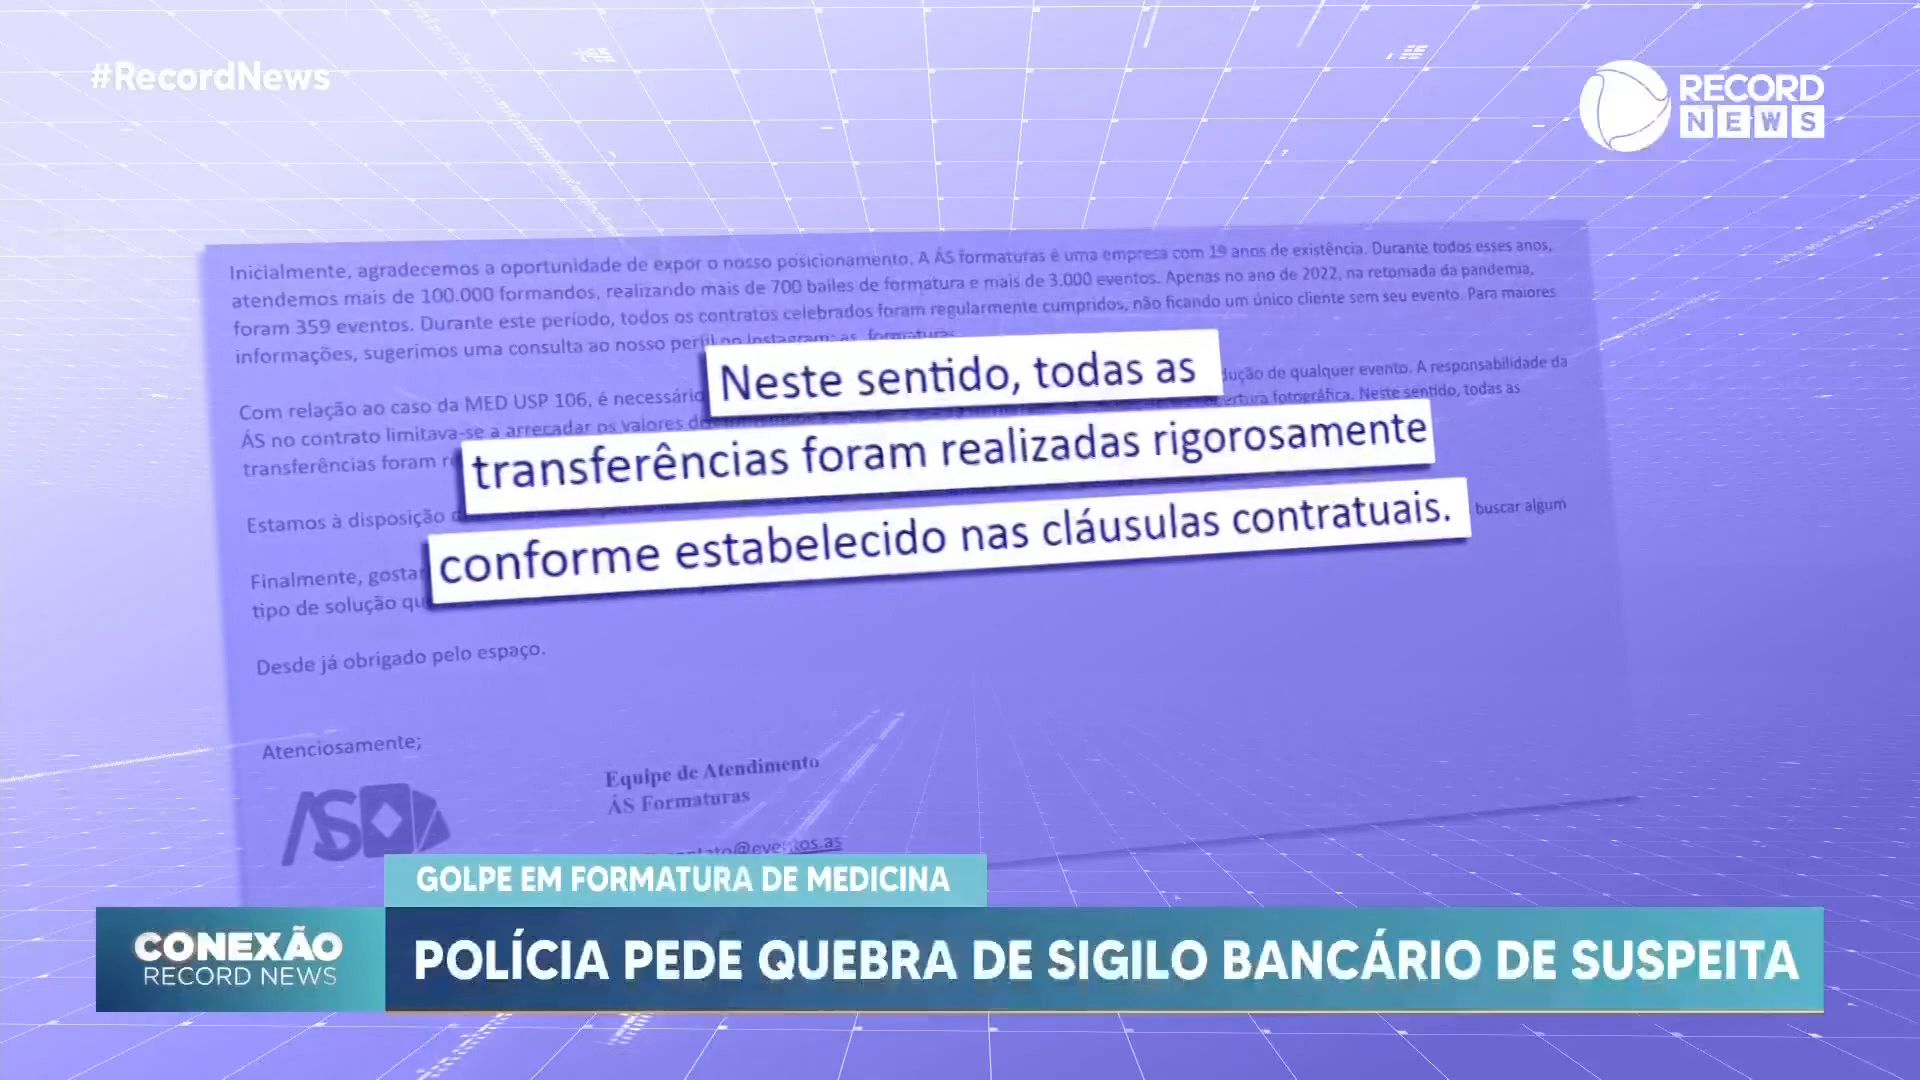 #RecordNews
RECORD
NEWS
Inicialmente, agradecemos a oportunidade de expor o nosso posicionamento. A ÁS formaturas é uma empresa com 19 anos de existência. Durante todos esses anos,
atendemos mais de 100.000 formandos, realizando mais de 700 bailes de formatura e mais de 3.000 eventos. Apenas no ano de 2022, na retomada da pandemia,
foram 359 eventos. Durante este período, todos os contratos celebrados foram regularmente cumpridos, não ficando um único cliente sem seu evento. Para maiores
informações, sugerimos uma consulta ao nosso perfil no Instagram: as_formaturas
Neste sentido, todas as
transferências foram realizadas rigorosamente
conforme estabelecido nas cláusulas contratuais.
Com relação ao caso da MED USP 106, é necessário de qualquer evento. A responsabilidade da
ÁS no contrato limitava-se a arrecadar os valores fotográfica. Neste sentido, todas as
transferências foram
Estamos à disposição
buscar algum
Finalmente,
tipo de solução
Desde já obrigado pelo espaço.
Atenciosamente;
ÁS
Equipe de Atendimento
ÁS Formaturas
@eventos.as
GOLPE EM FORMATURA DE MEDICINA
CONEXÃO
RECORD NEWS
POLÍCIA PEDE QUEBRA DE SIGILO BANCÁRIO DE SUSPEITA